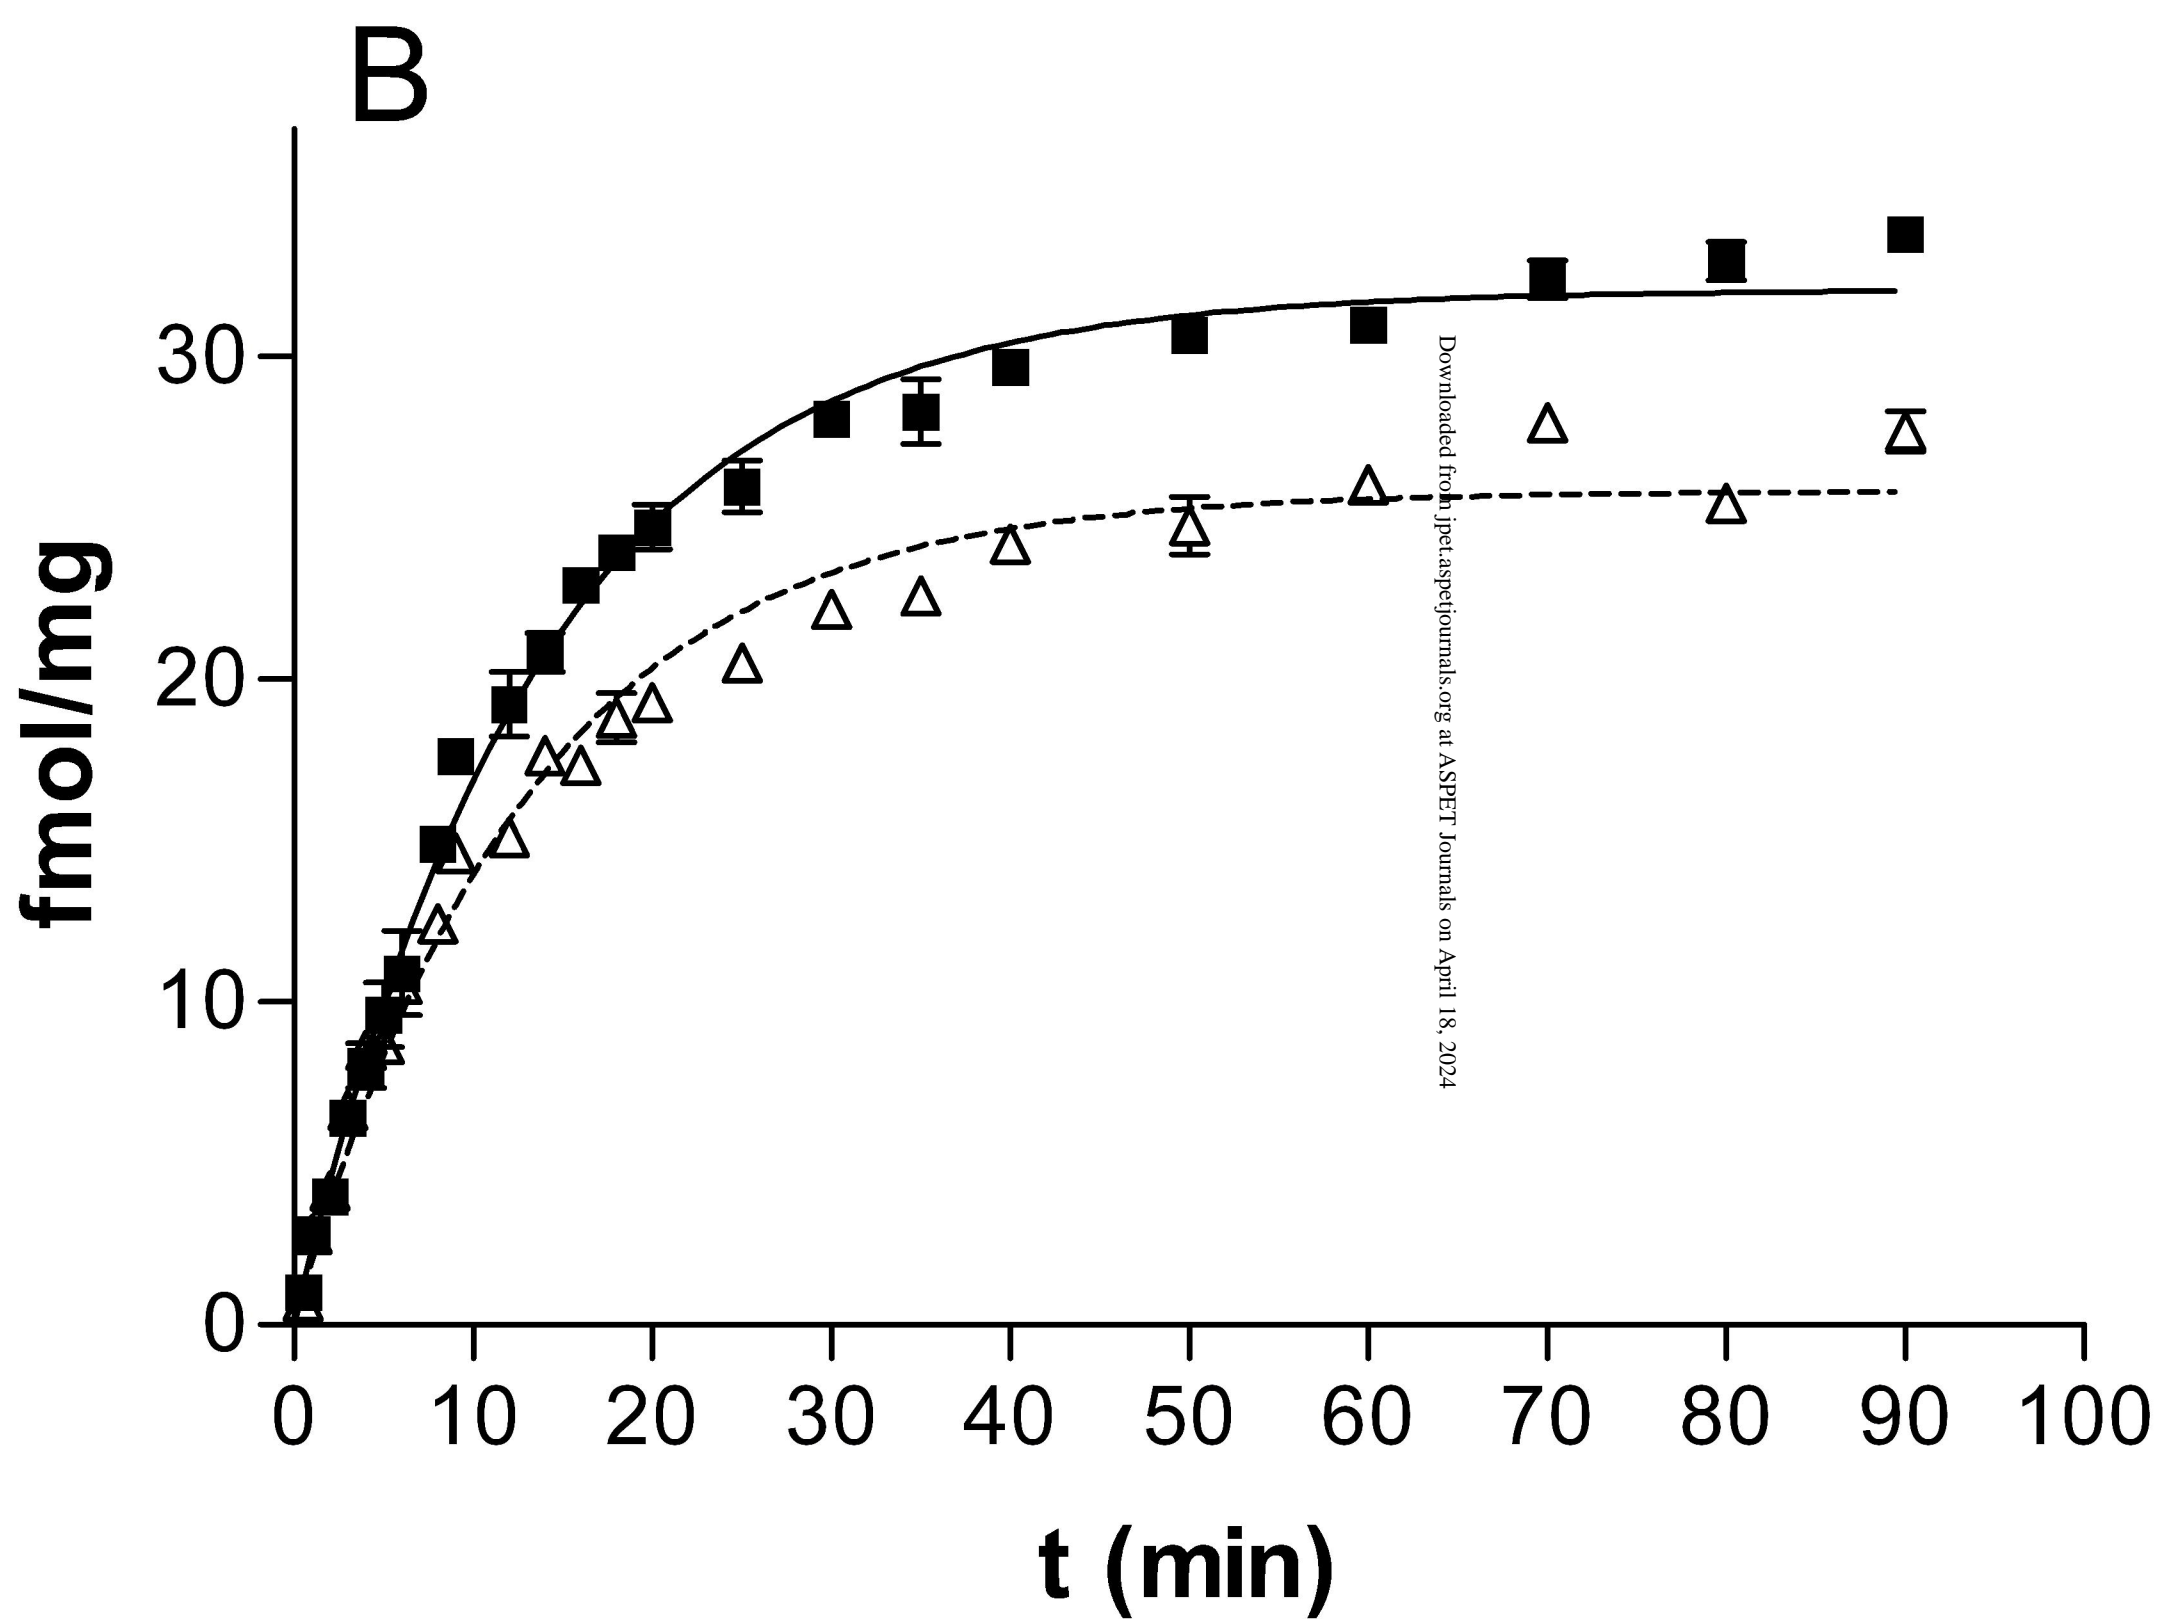 B
fmol/mg
30
20
10
0
0 10 20 30 40 50 60 70 80 90 100
t (min)
Downloaded from jpet.aspetjournals.org at ASPET Journals on April 18, 2024